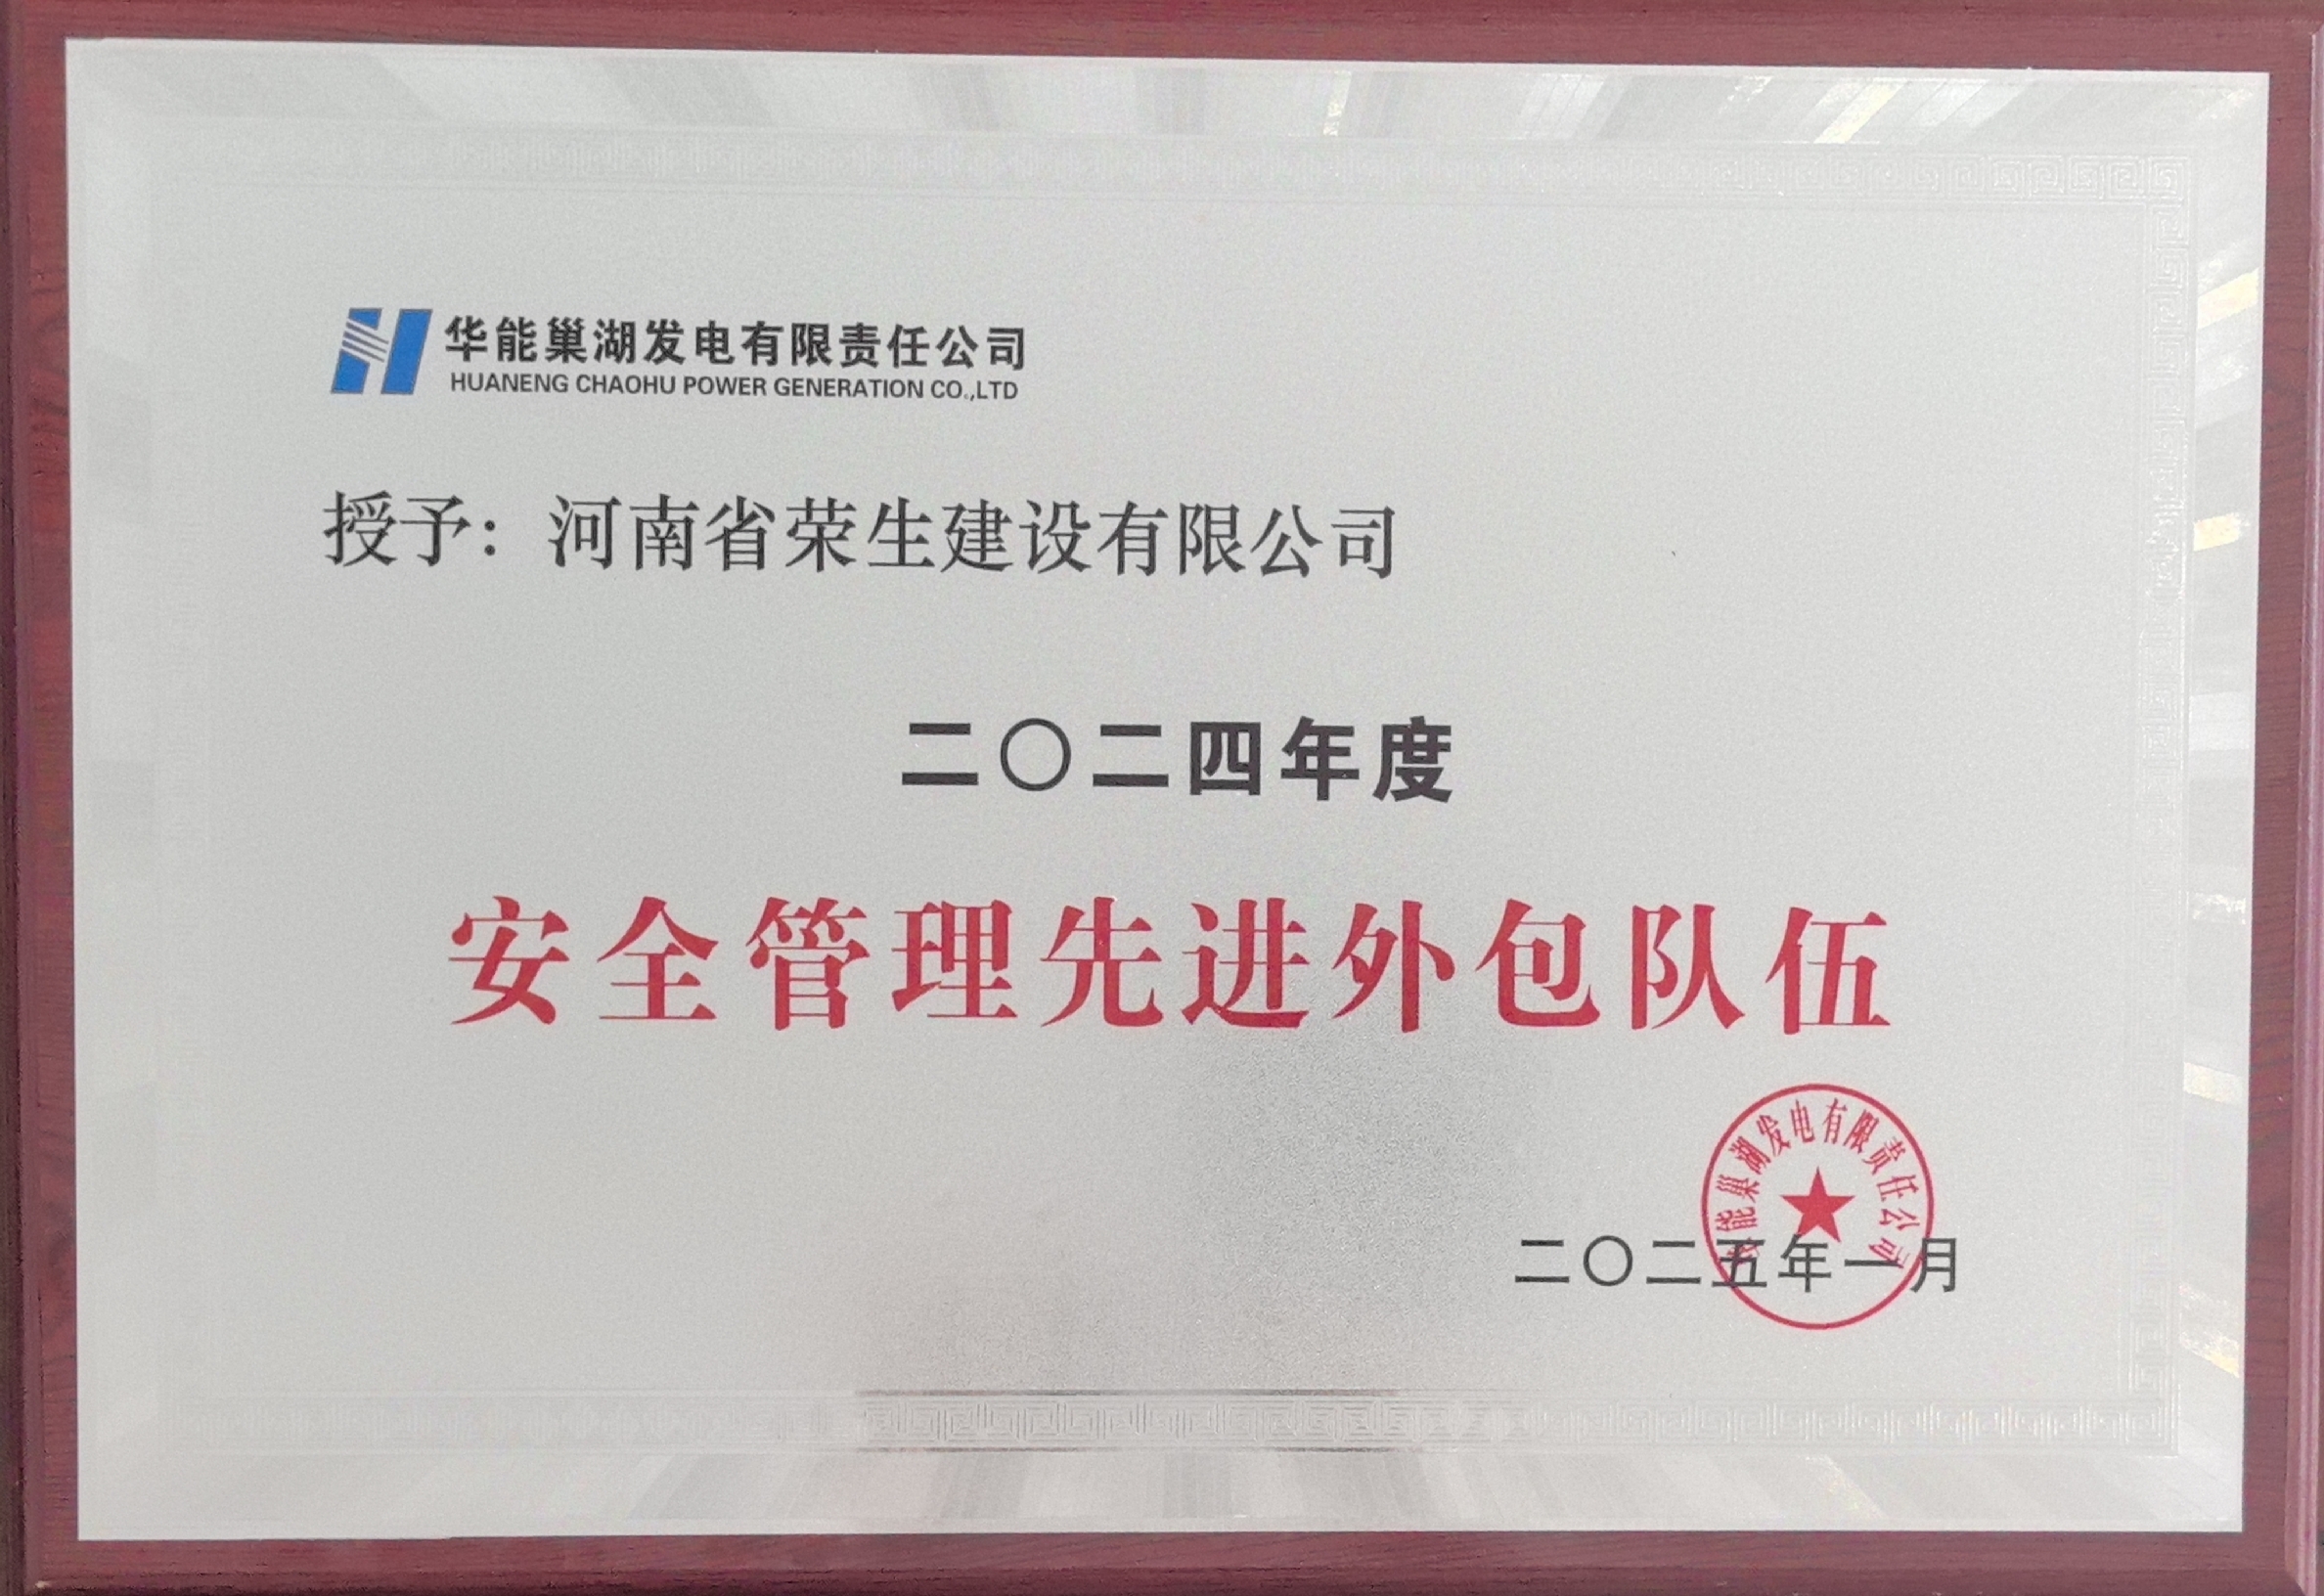 华能巢湖发电有限责任公司
HUANENG CHAOHU POWER GENERATION CO.,LTD
授予：河南省荣生建设有限公司
二〇二四年度
安全管理先进外包队伍
华能巢湖发电有限责任公司
二〇二五年一月